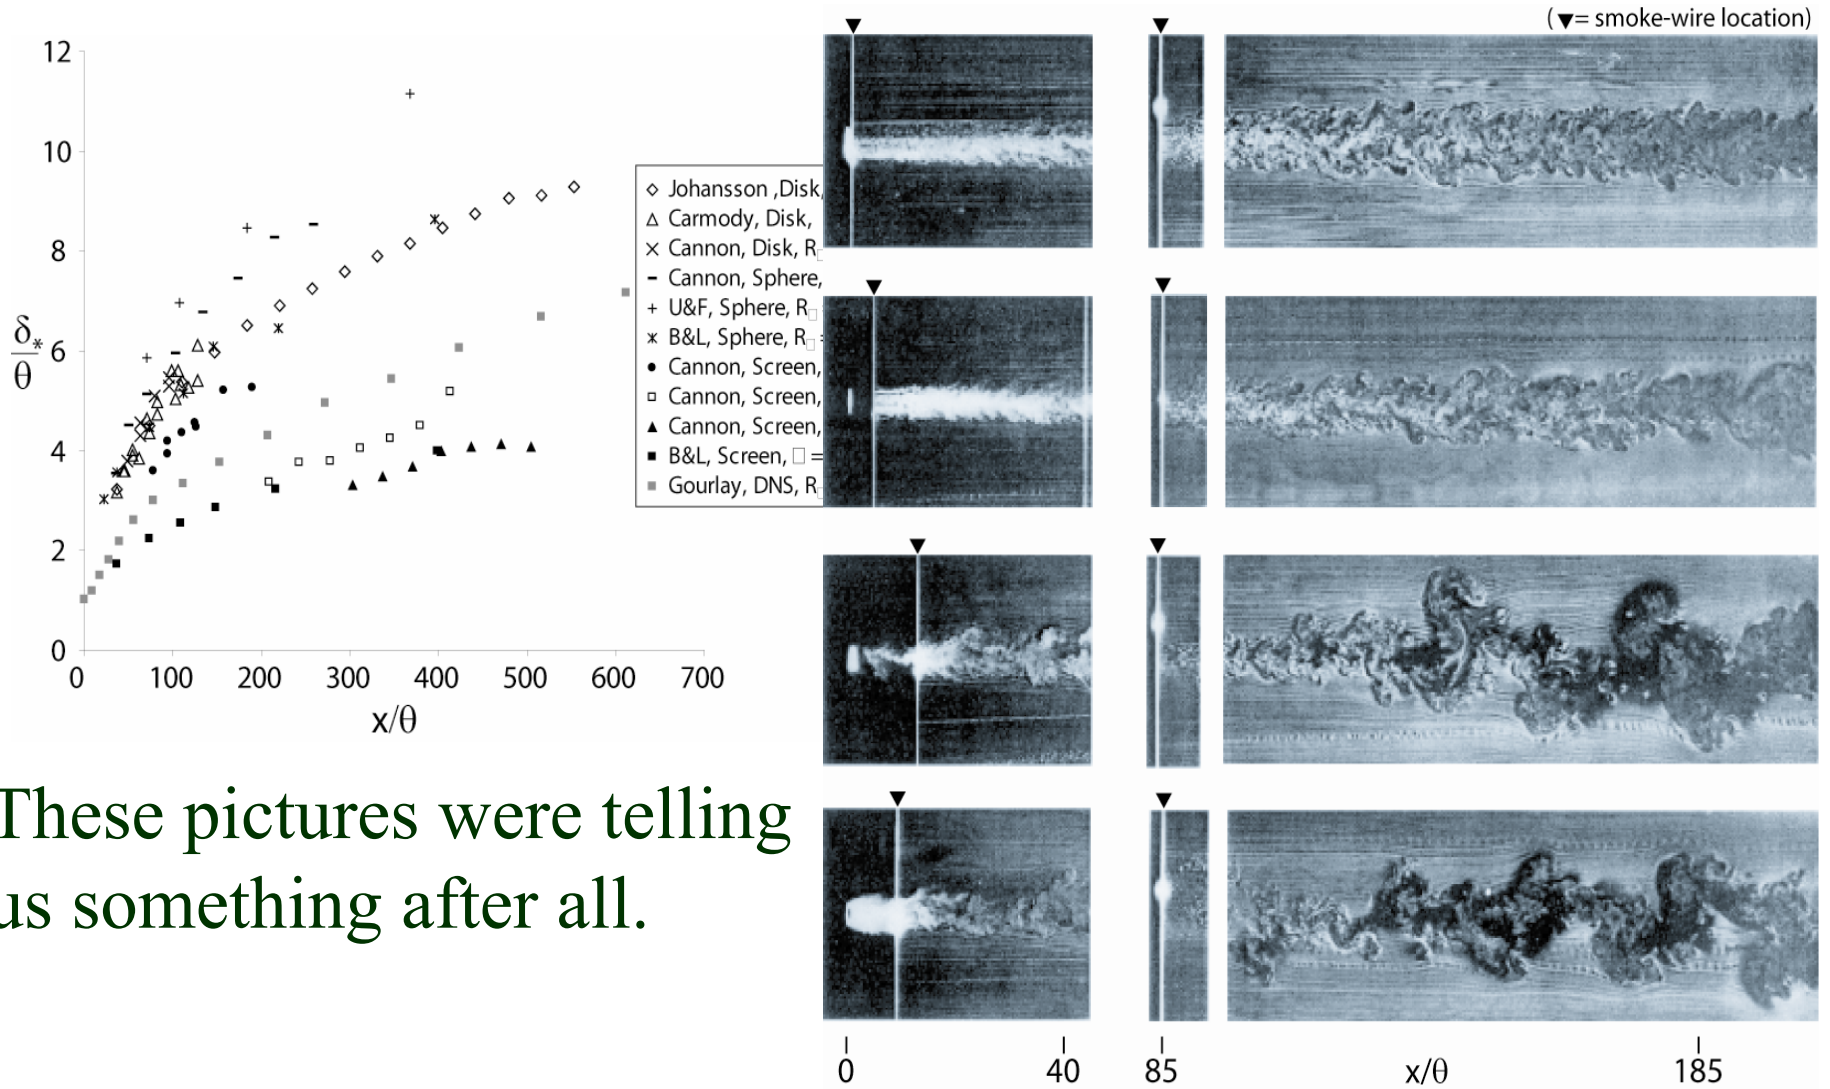 (▼= smoke-wire location)
12
10
8
6
4
2
0
δ*/θ
0 100 200 300 400 500 600 700
x/θ
Johansson ,Disk,
Carmody, Disk,
Cannon, Disk, R
Cannon, Sphere,
U&F, Sphere, R
B&L, Sphere, R =
Cannon, Screen,
Cannon, Screen,
Cannon, Screen,
B&L, Screen, □ =
Gourlay, DNS, R
These pictures were telling
us something after all.
0 40 85 x/θ 185